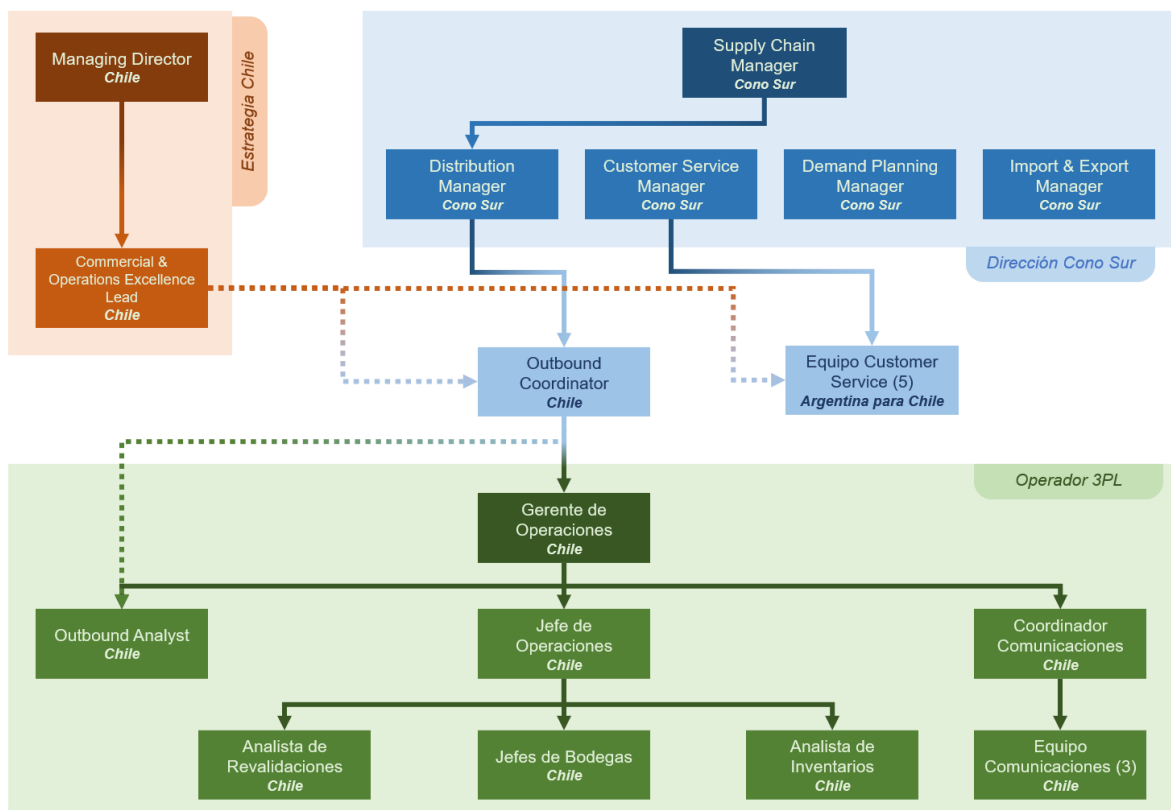 Managing Director
Chile
Estrategia Chile
Commercial &
Operations Excellence
Lead
Chile
Supply Chain
Manager
Cono Sur
Distribution
Manager
Cono Sur
Customer Service
Manager
Cono Sur
Demand Planning
Manager
Cono Sur
Import & Export
Manager
Cono Sur
Dirección Cono Sur
Outbound
Coordinator
Chile
Equipo Customer
Service (5)
Argentina para Chile
Operador 3PL
Gerente de
Operaciones
Chile
Outbound Analyst
Chile
Jefe de
Operaciones
Chile
Coordinador
Comunicaciones
Chile
Analista de
Revalidaciones
Chile
Jefes de Bodegas
Chile
Analista de
Inventarios
Chile
Equipo
Comunicaciones (3)
Chile